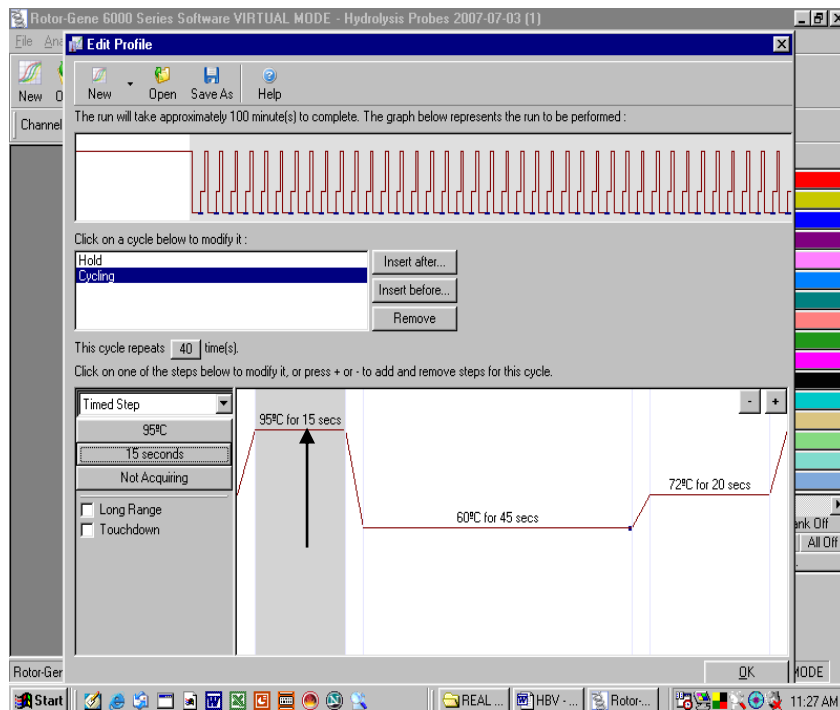 Rotor-Gene 6000 Series Software VIRTUAL MODE - Hydrolysis Probes 2007-07-03 (1)
File
Edit Profile
New
New
Open
Save As
Help
Channel
The run will take approximately 100 minute(s) to complete. The graph below represents the run to be performed :
Click on a cycle below to modify it :
Hold
Cycling
Insert after...
Insert before...
Remove
This cycle repeats 40 time(s).
Click on one of the steps below to modify it, or press + or - to add and remove steps for this cycle.
Timed Step
- +
95ºC
15 seconds
Not Acquiring
Long Range
Touchdown
95ºC for 15 secs
60ºC for 45 secs
72ºC for 20 secs
ank Off
All Off
OK
Rotor-Ger
MODE
Start
REAL ...
HBV - ...
Rotor-...
11:27 AM